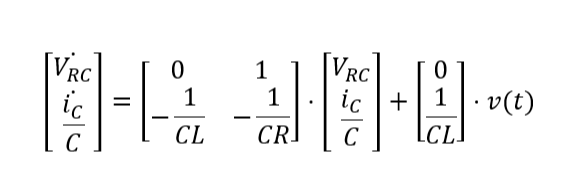 [V̇_RC; i̇_C/C] = [0 1; −1/CL −1/CR] · [V_RC; i_C/C] + [0; 1/CL] · v(t)